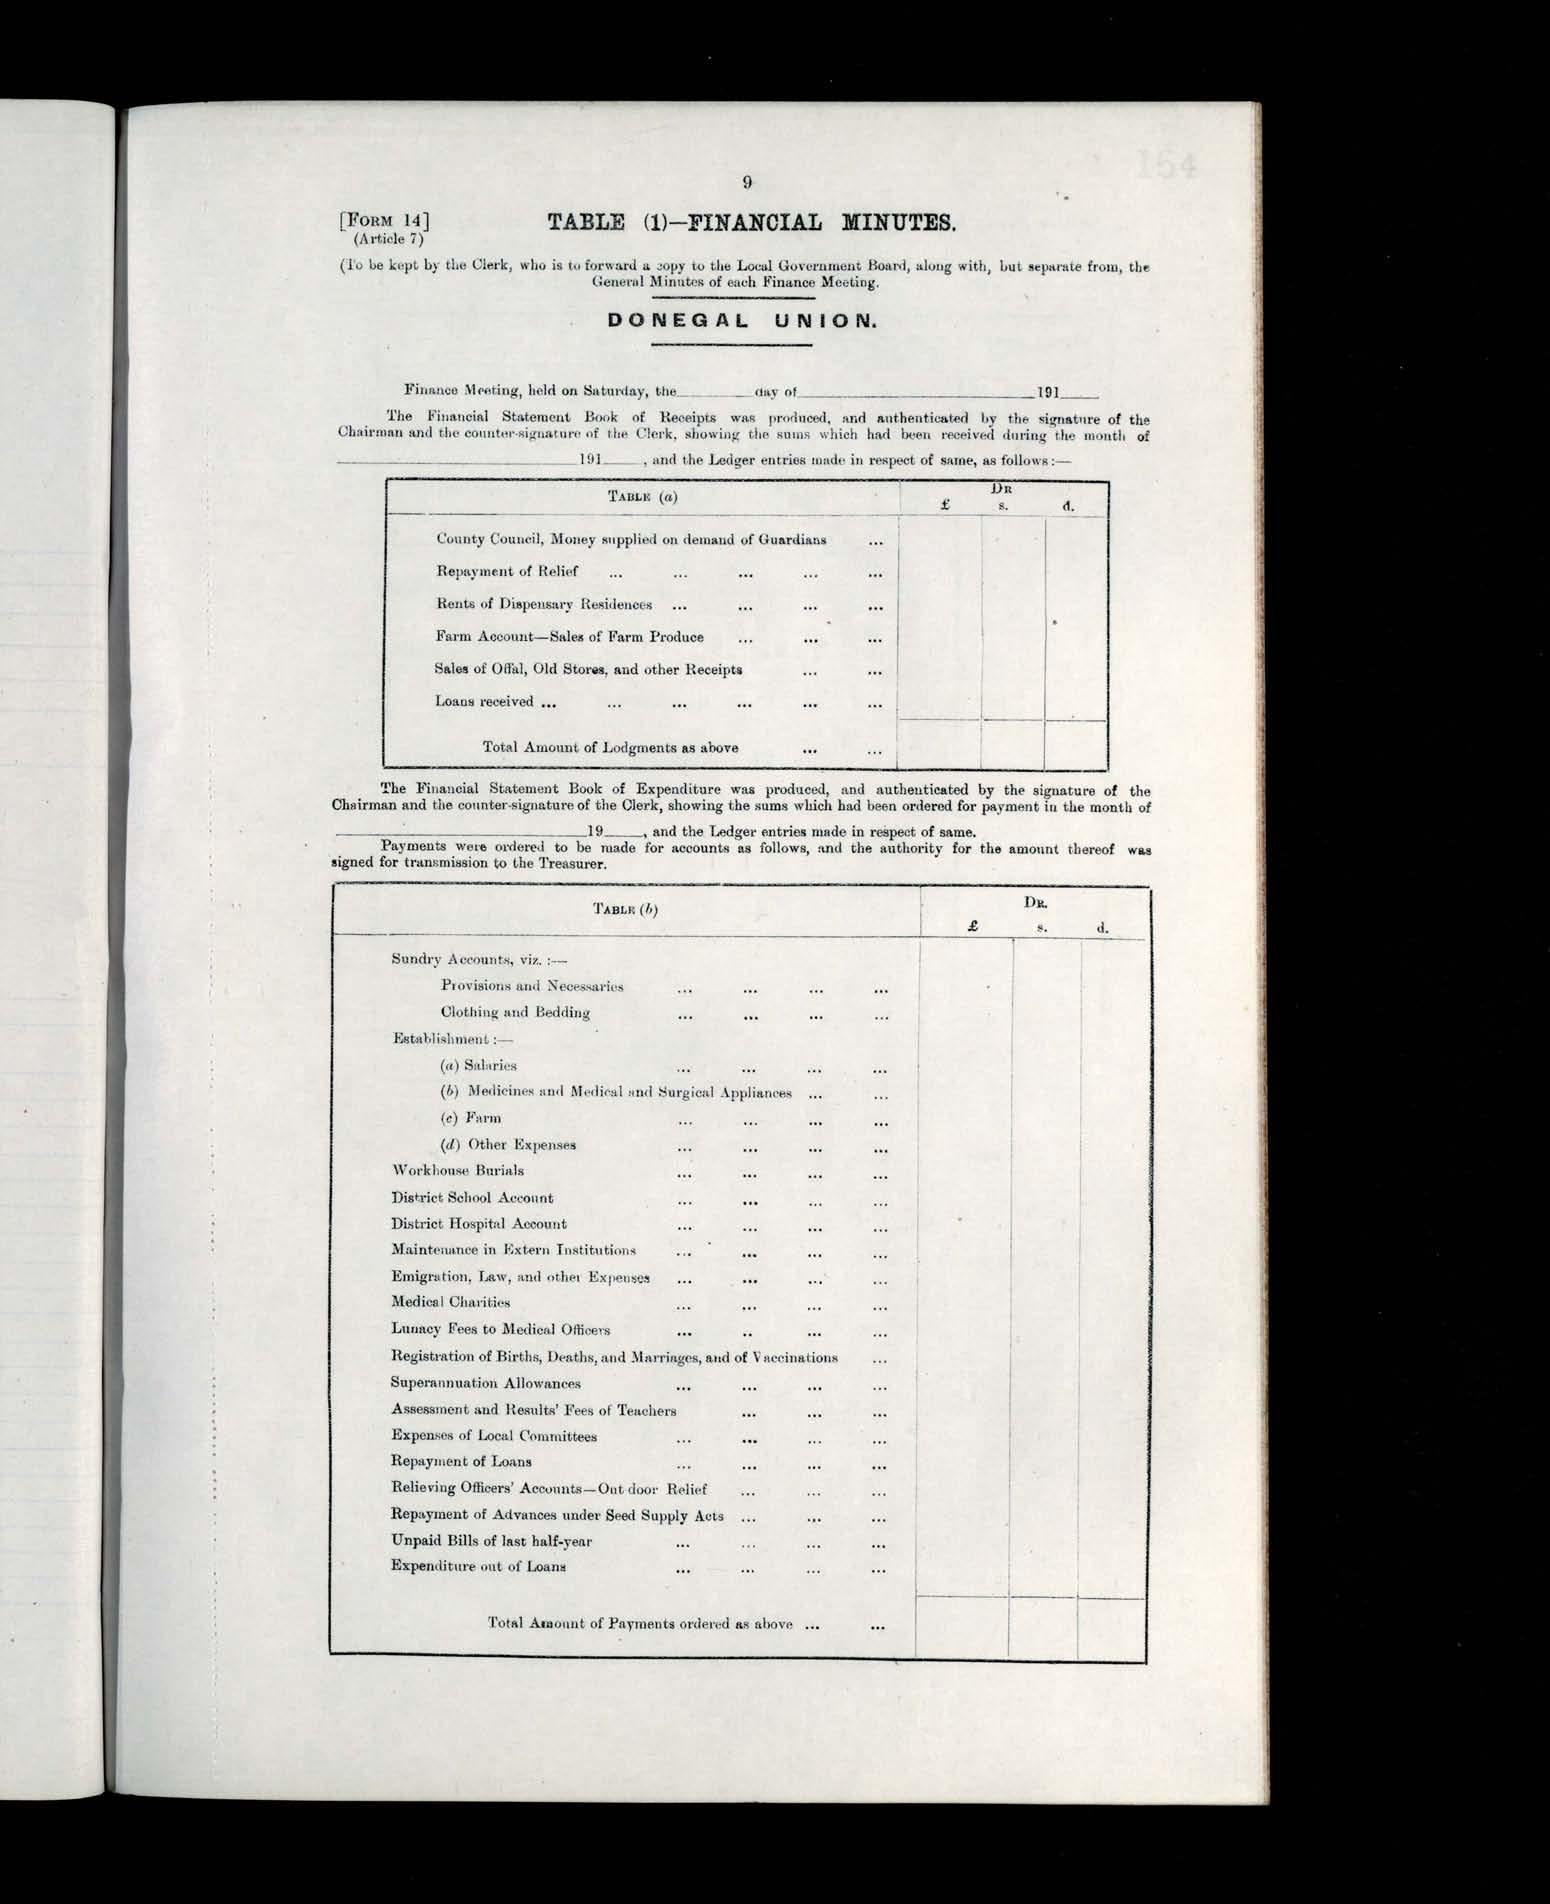 154
9
[FORM 14]
TABLE (1)—FINANCIAL MINUTES.
(Article 7)
(To be kept by the Clerk, who is to forward a copy to the Local Government Board, along with, but separate from, the
General Minutes of each Finance Meeting.
DONEGAL UNION.
Finance Meeting, held on Saturday, the______day of____________________191____
The Financial Statement Book of Receipts was produced, and authenticated by the signature of the
Chairman and the counter-signature of the Clerk, showing the sums which had been received during the month of
____________________191____, and the Ledger entries made in respect of same, as follows:—
TABLE (a) DR
£ s. d.
County Council, Money supplied on demand of Guardians ...
Repayment of Relief ... ... ... ... ...
Rents of Dispensary Residences ... ... ... ...
Farm Account—Sales of Farm Produce ... ... ...
Sales of Offal, Old Stores, and other Receipts ... ...
Loans received ... ... ... ... ... ...
Total Amount of Lodgments as above ... ...
The Financial Statement Book of Expenditure was produced, and authenticated by the signature of the
Chairman and the counter-signature of the Clerk, showing the sums which had been ordered for payment in the month of
____________________19____, and the Ledger entries made in respect of same.
Payments were ordered to be made for accounts as follows, and the authority for the amount thereof was
signed for transmission to the Treasurer.
TABLE (b) DR.
£ s. d.
Sundry Accounts, viz. :—
Provisions and Necessaries ... ... ... ...
Clothing and Bedding ... ... ... ...
Establishment :—
(a) Salaries ... ... ... ...
(b) Medicines and Medical and Surgical Appliances ... ...
(c) Farm ... ... ... ...
(d) Other Expenses ... ... ... ...
Workhouse Burials ... ... ... ...
District School Account ... ... ... ...
District Hospital Account ... ... ... ...
Maintenance in Extern Institutions ... ... ... ...
Emigration, Law, and other Expenses ... ... ... ...
Medical Charities ... ... ... ...
Lunacy Fees to Medical Officers ... .. ... ...
Registration of Births, Deaths, and Marriages, and of Vaccinations ...
Superannuation Allowances ... ... ... ...
Assessment and Results' Fees of Teachers ... ... ...
Expenses of Local Committees ... ... ... ...
Repayment of Loans ... ... ... ...
Relieving Officers' Accounts—Out door Relief ... ... ...
Repayment of Advances under Seed Supply Acts ... ... ...
Unpaid Bills of last half-year ... ... ... ...
Expenditure out of Loans ... ... ... ...
Total Amount of Payments ordered as above ... ...